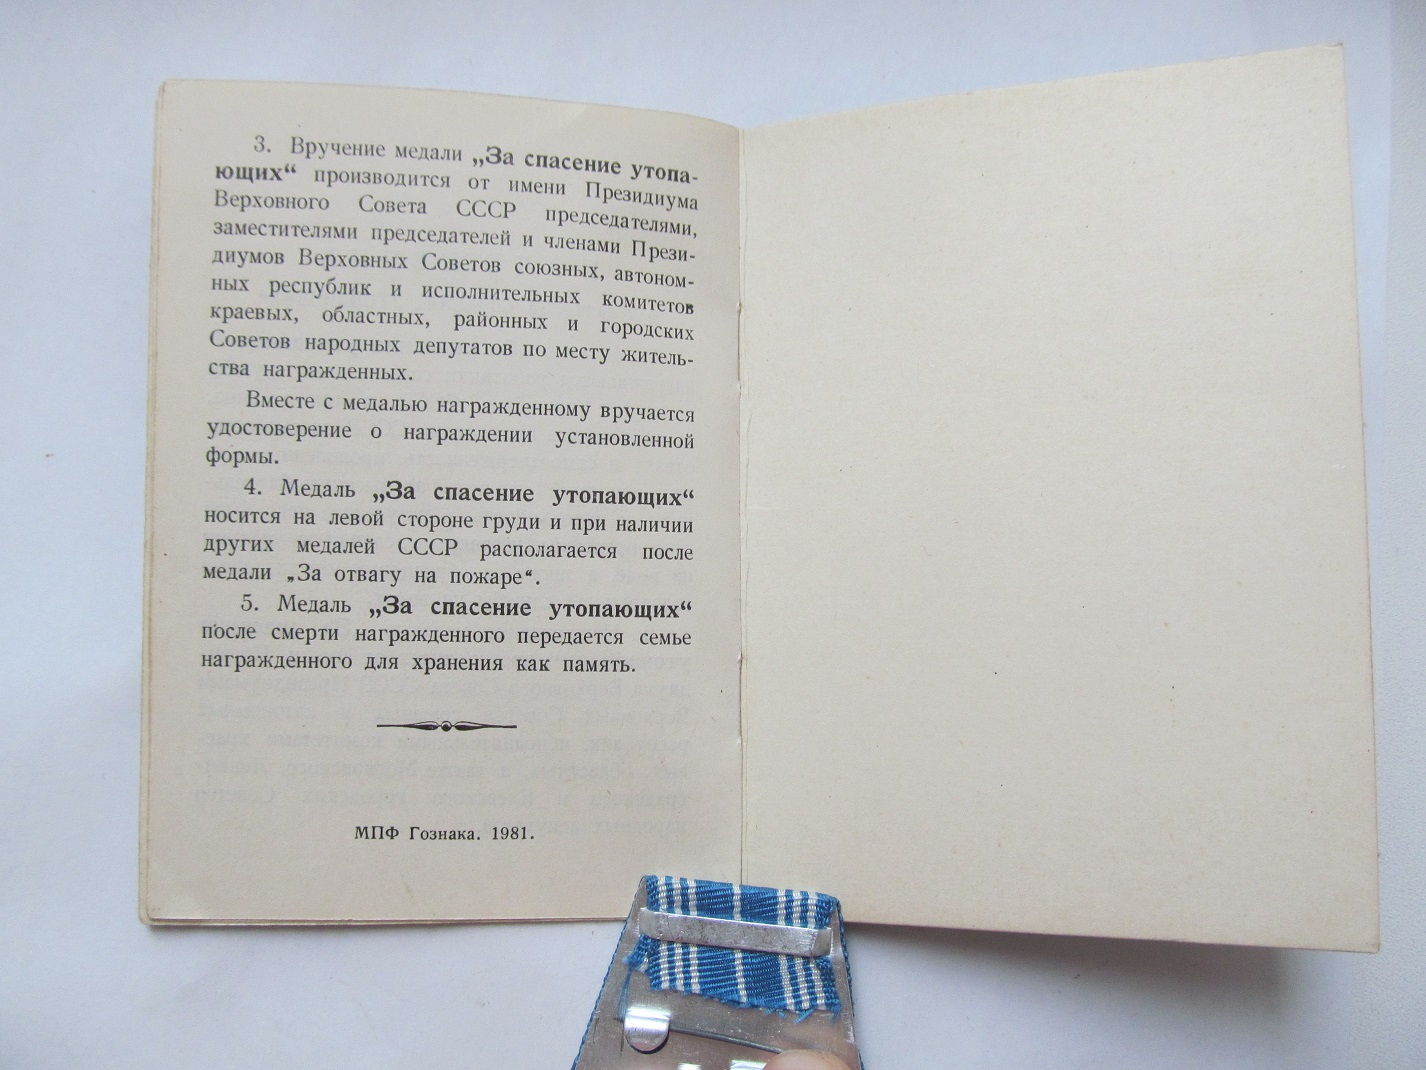 3. Вручение медали „За спасение утопа-
ющих“ производится от имени Президиума
Верховного Совета СССР председателями,
заместителями председателей и членами Прези-
диумов Верховных Советов союзных, автоном-
ных республик и исполнительных комитетов
краевых, областных, районных и городских
Советов народных депутатов по месту житель-
ства награжденных.
Вместе с медалью награжденному вручается
удостоверение о награждении установленной
формы.
4. Медаль „За спасение утопающих“
носится на левой стороне груди и при наличии
других медалей СССР располагается после
медали „За отвагу на пожаре“.
5. Медаль „За спасение утопающих“
после смерти награжденного передается семье
награжденного для хранения как память.
МПФ Гознака. 1981.